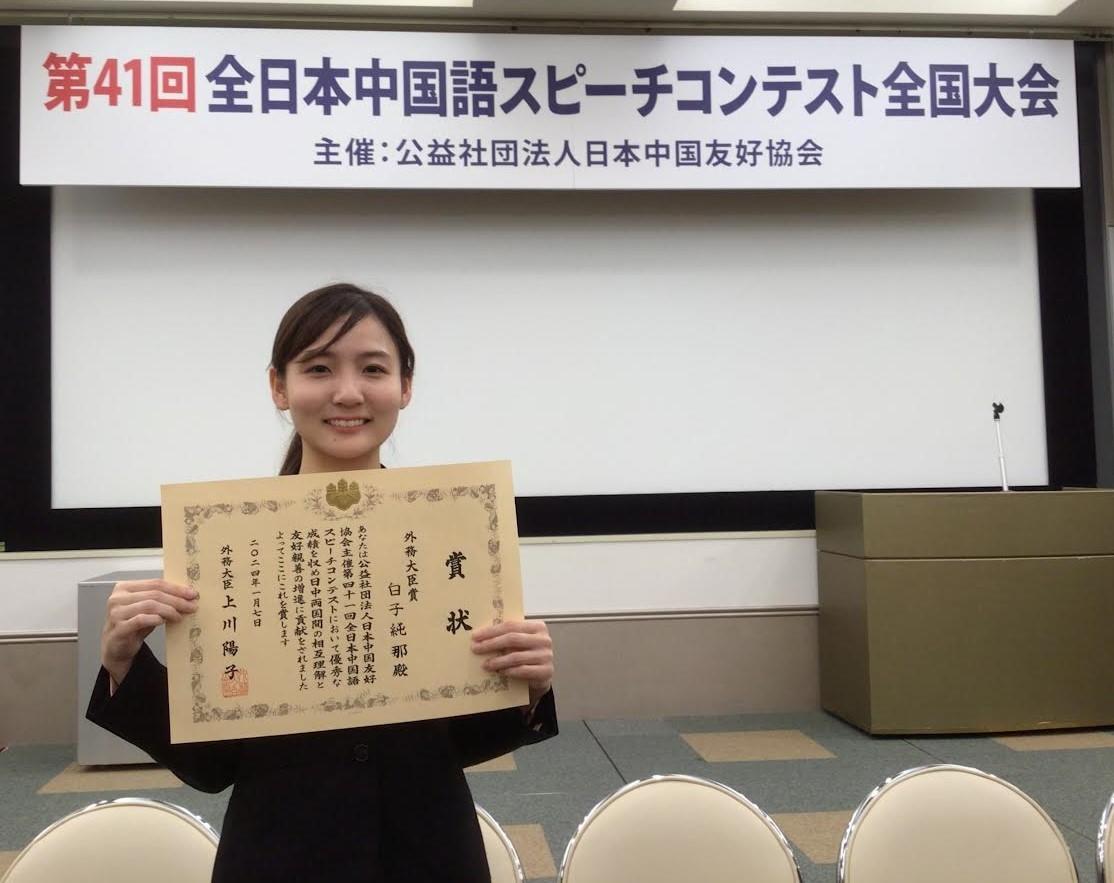 第41回 全日本中国語スピーチコンテスト全国大会
主催：公益社団法人日本中国友好協会
賞状
外務大臣賞
白子純那殿
あなたは公益社団法人日本中国友好
協会主催第四十一回全日本中国語
スピーチコンテストにおいて優秀な
成績を収め日中両国間の相互理解と
友好親善の増進に貢献をされました
よってここにこれを賞します
二〇二四年一月七日
外務大臣 上川陽子